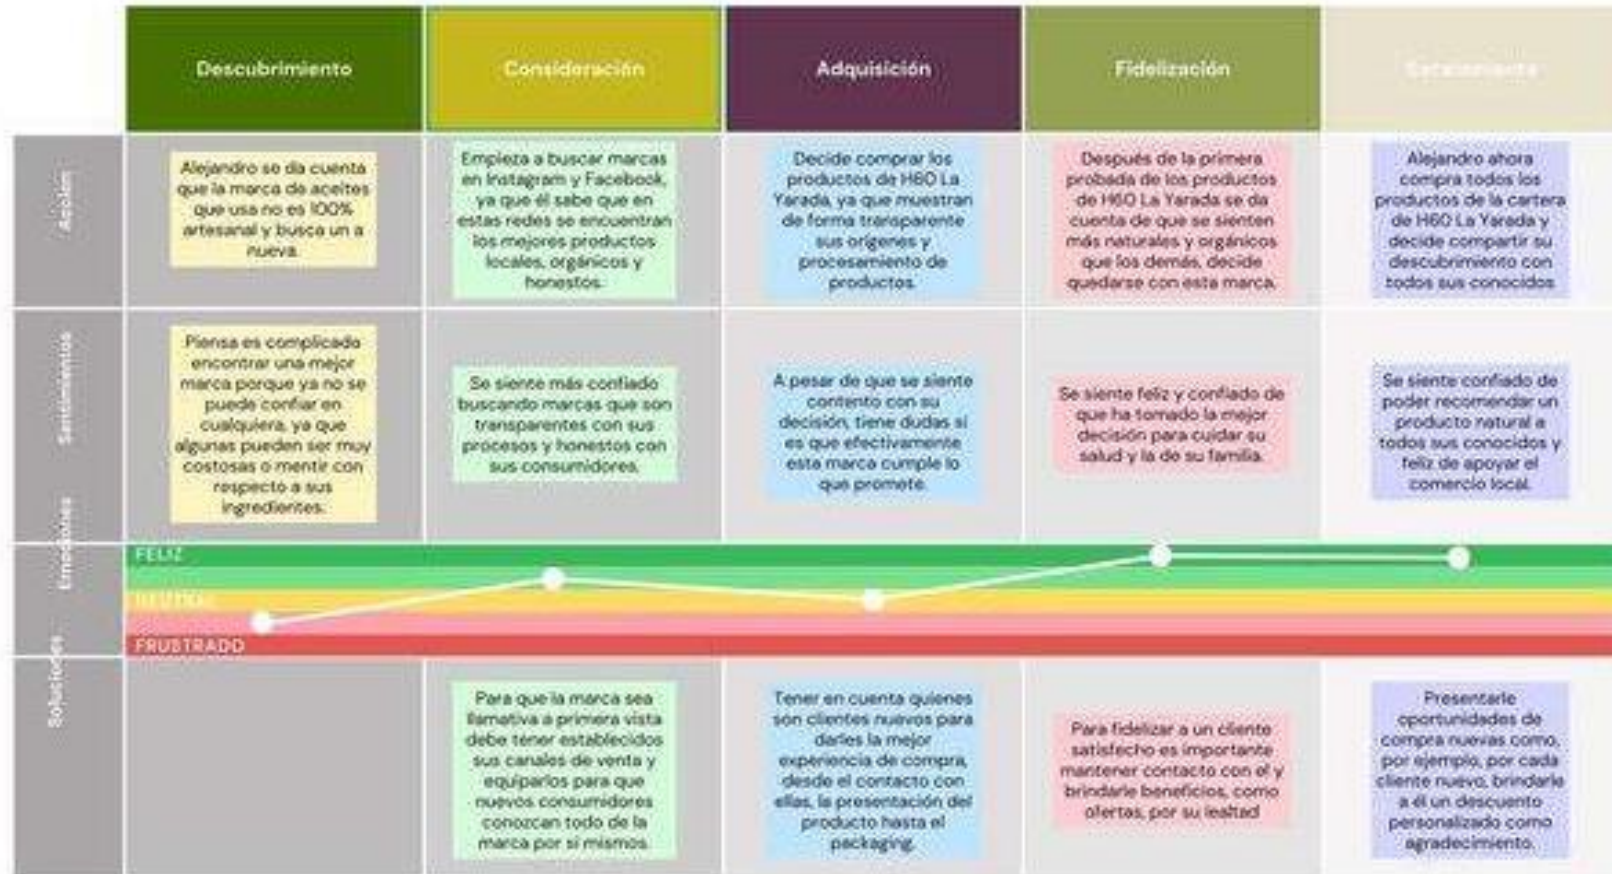 Descubrimiento
Consideración
Adquisición
Fidelización
Acción
Alejandro se da cuenta
que la marca de aceites
que usa no es 100%
artesanal y busca un a
nueva.
Empieza a buscar marcas
en Instagram y Facebook,
ya que él sabe que en
estas redes se encuentran
los mejores productos
locales, orgánicos y
honestos.
Decide comprar los
productos de H60 La
Yarada, ya que muestran
de forma transparente
sus orígenes y
procesamiento de
productos.
Después de la primera
probada de los productos
de H60 La Yarada se da
cuenta de que se sienten
más naturales y orgánicos
que los demás, decide
quedarse con esta marca.
Alejandro ahora
compra todos los
productos de la cartera
de H60 La Yarada y
decide compartir su
descubrimiento con
todos sus conocidos
Sentimientos
Piensa es complicado
encontrar una mejor
marca porque ya no se
puede confiar en
cualquiera, ya que
algunas pueden ser muy
costosas o mentir con
respecto a sus
ingredientes.
Se siente más confiado
buscando marcas que son
transparentes con sus
procesos y honestos con
sus consumidores.
A pesar de que se siente
contento con su
decisión, tiene dudas si
es que efectivamente
esta marca cumple lo
que promete.
Se siente feliz y confiado de
que ha tomado la mejor
decisión para cuidar su
salud y la de su familia.
Se siente confiado de
poder recomendar un
producto natural a
todos sus conocidos y
feliz de apoyar el
comercio local.
Emociones
FELIZ
NEUTRAL
FRUSTRADO
Soluciones
Para que la marca sea
llamativa a primera vista
debe tener establecidos
sus canales de venta y
equiparlos para que
nuevos consumidores
conozcan todo de la
marca por si mismos.
Tener en cuenta quienes
son clientes nuevos para
darles la mejor
experiencia de compra,
desde el contacto con
ellas, la presentación del
producto hasta el
packaging.
Para fidelizar a un cliente
satisfecho es importante
mantener contacto con el y
brindarle beneficios, como
ofertas, por su lealtad
Presentarle
oportunidades de
compra nuevas como,
por ejemplo, por cada
cliente nuevo, brindarle
a él un descuento
personalizado como
agradecimiento.